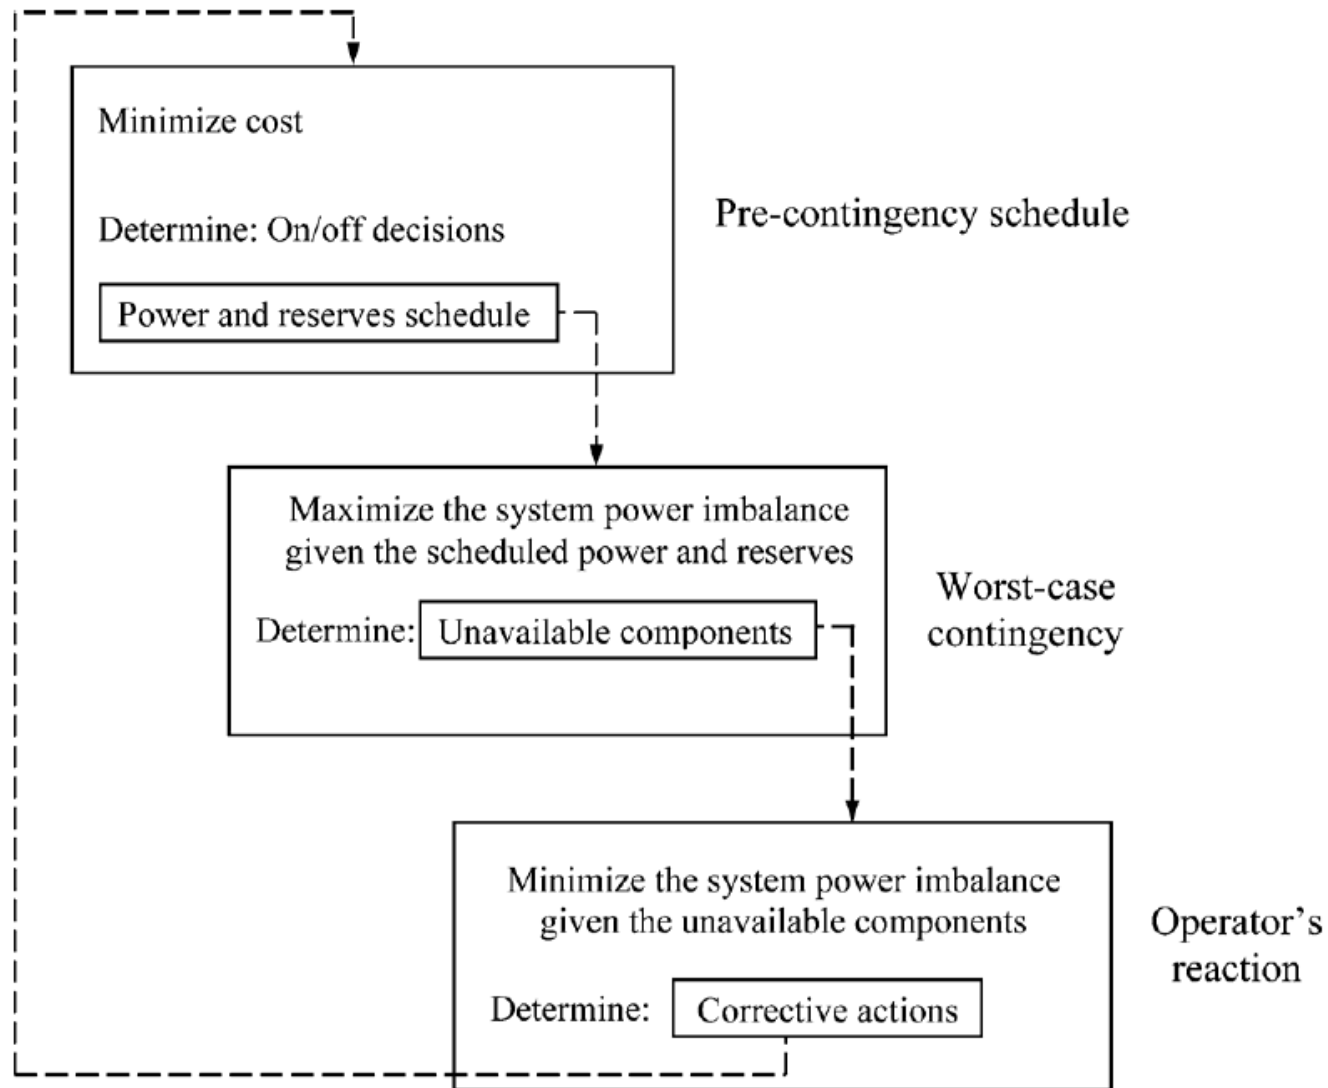 Minimize cost
Determine: On/off decisions
Power and reserves schedule
Pre-contingency schedule
Maximize the system power imbalance
given the scheduled power and reserves
Determine: Unavailable components
Worst-case
contingency
Minimize the system power imbalance
given the unavailable components
Determine: Corrective actions
Operator's
reaction